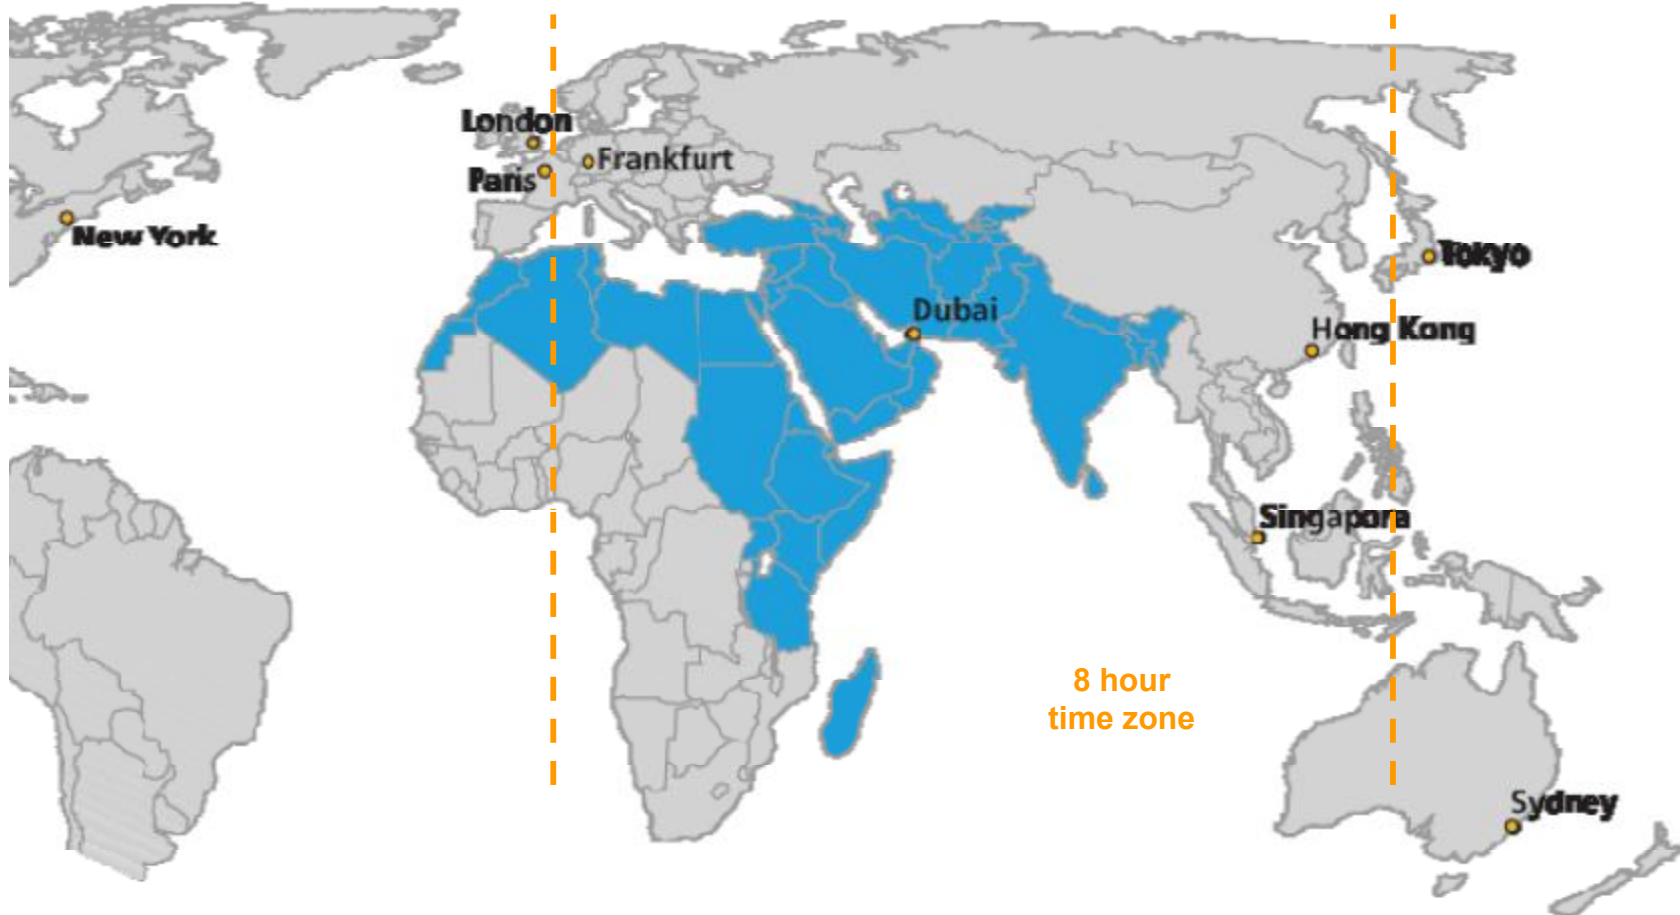 London
Frankfurt
Paris
New York
Tokyo
Dubai
Hong Kong
Singapore
8 hour
time zone
Sydney